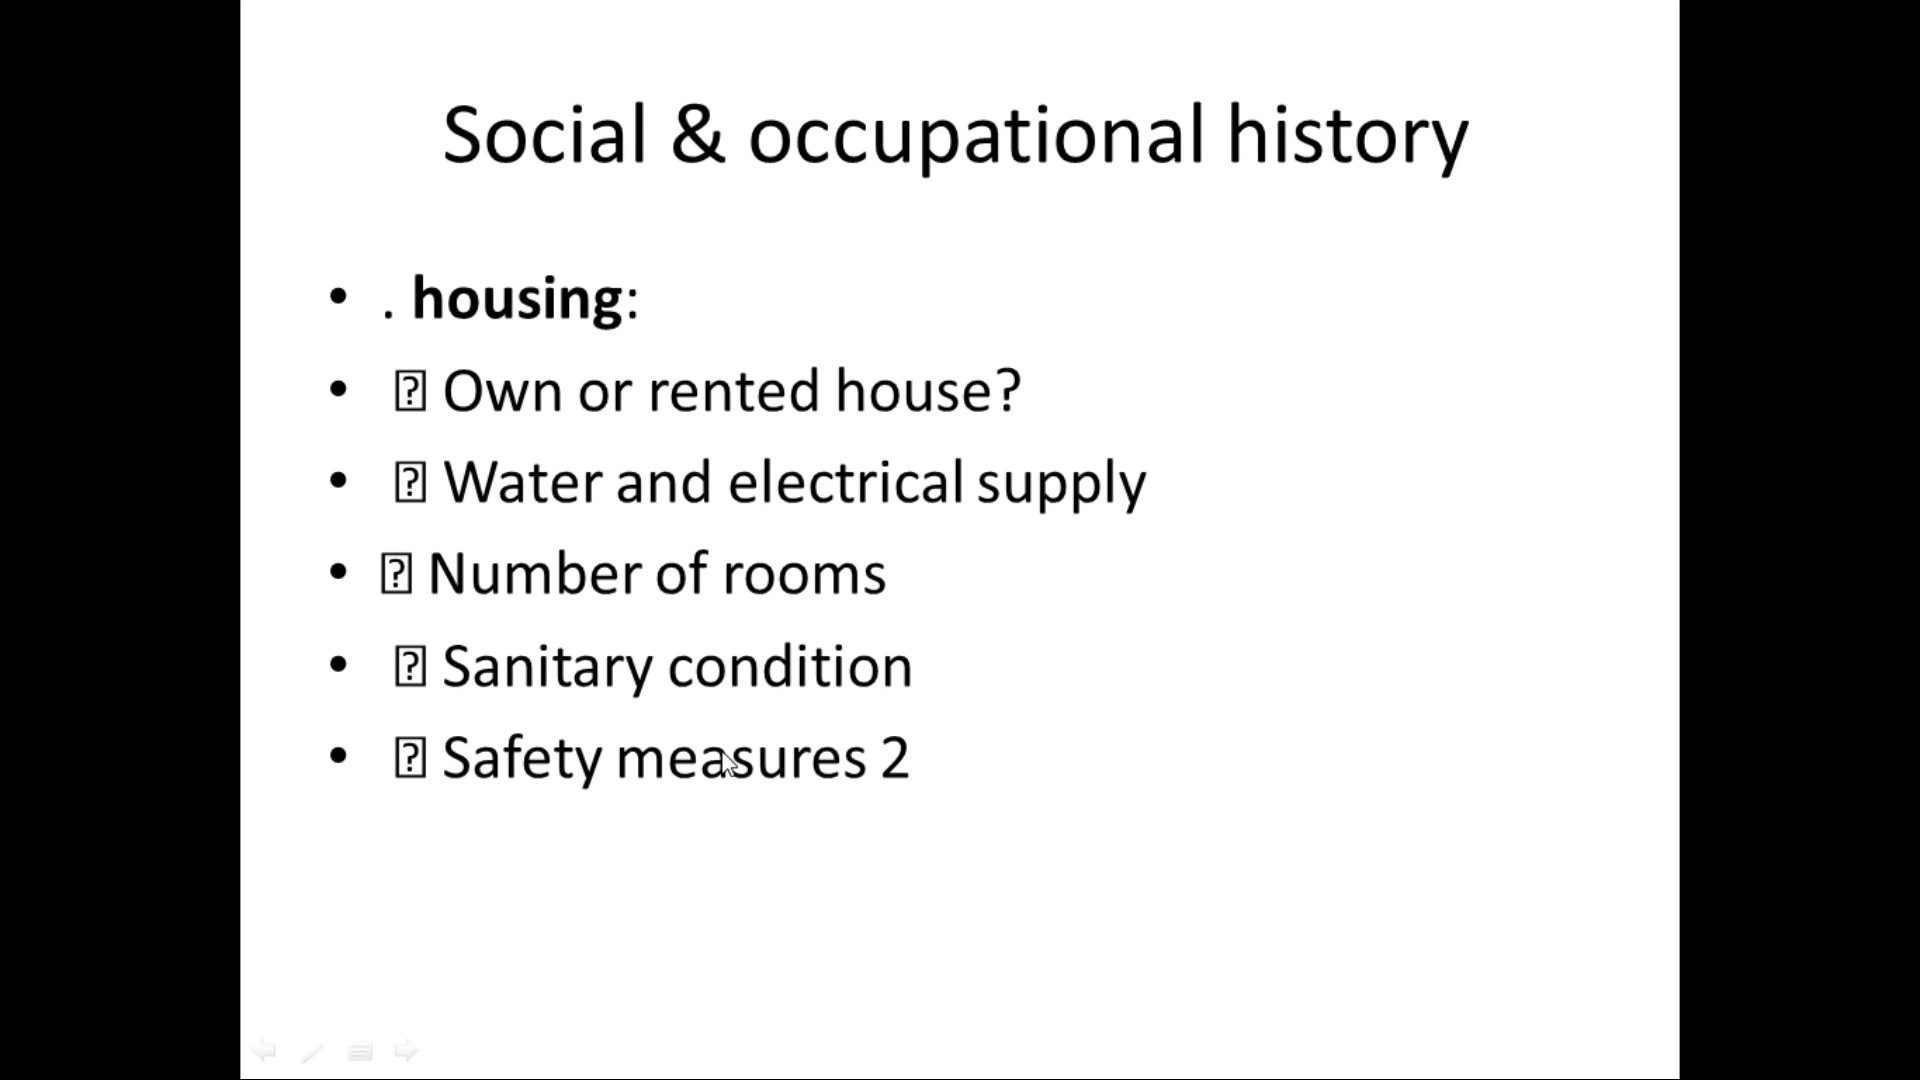 Social & occupational history
• . housing:
• ⍰ Own or rented house?
• ⍰ Water and electrical supply
• ⍰ Number of rooms
• ⍰ Sanitary condition
• ⍰ Safety measures 2